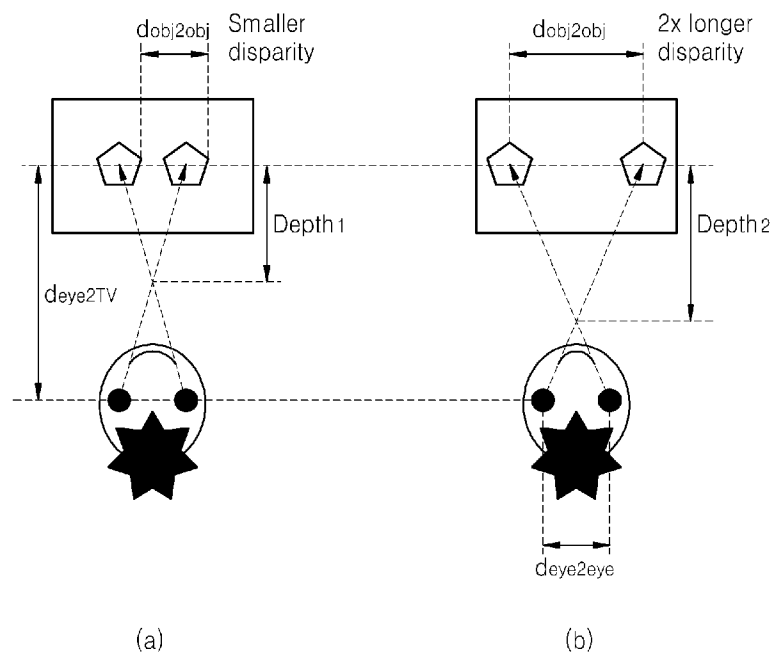 dobj2obj
Smaller
disparity
dobj2obj
2x longer
disparity
Depth1
Depth2
deye2TV
deye2eye
(a)
(b)